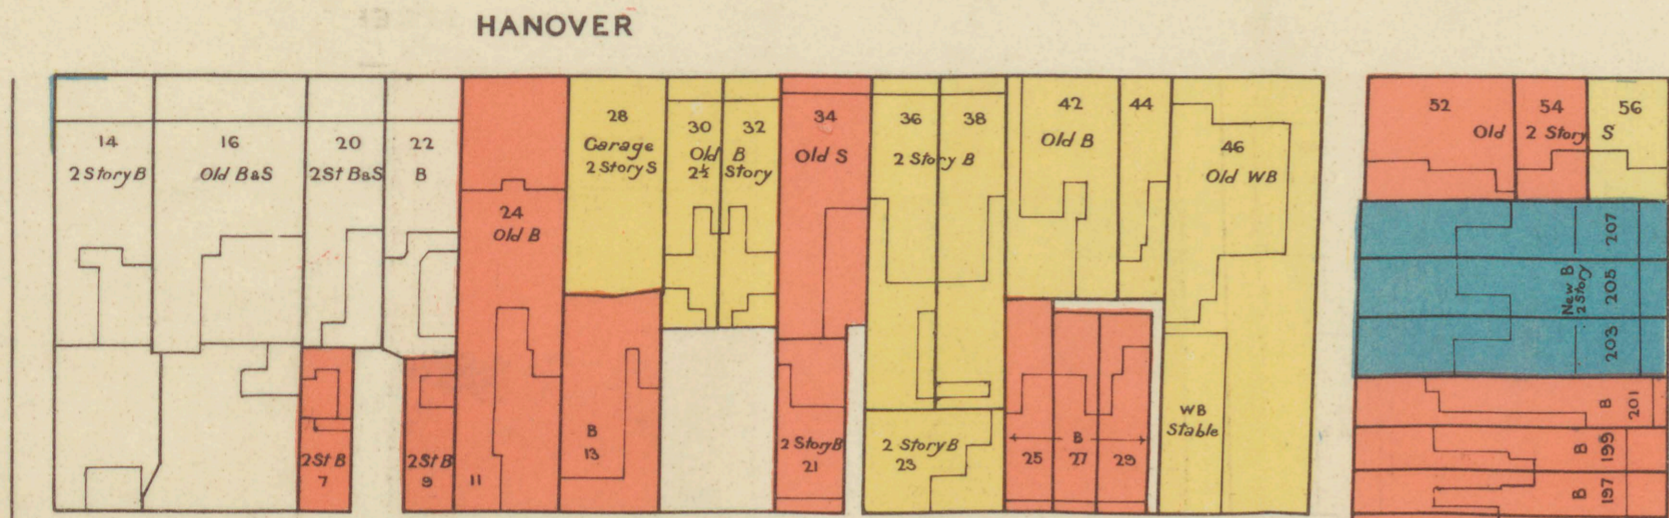 HANOVER
14
2 Story B
16
Old B&S
20
2St B&S
22
B
24
Old B
28
Garage
2 Story S
30 32
Old B
2½ Story
34
Old S
36 38
2 Story B
42
Old B
44
46
Old WB
52 54 56
Old 2 Story S
207
205
203
New B
2 Story
B 201
B 199
B 197
2St B
7
2St B
9
11
B
13
2 Story B
21
2 Story B
23
B
25 27 29
WB
Stable